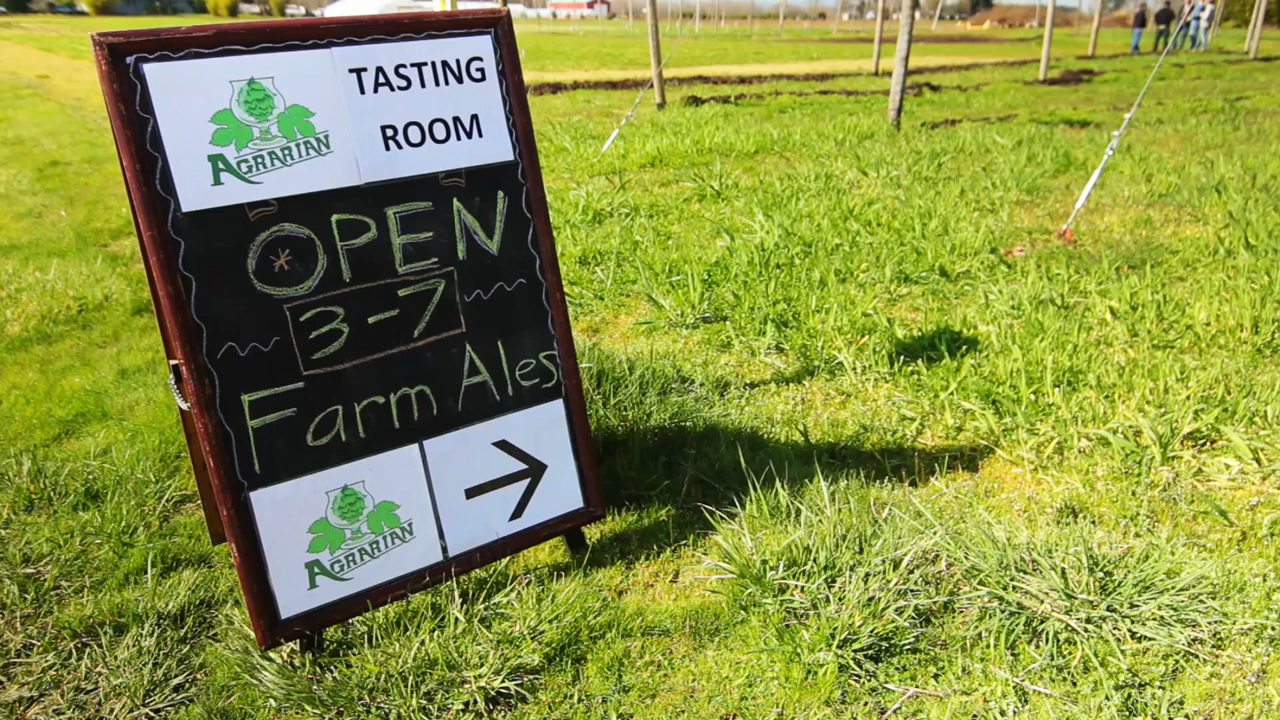 AGRARIAN
TASTING
ROOM
OPEN
3-7
Farm Ales
AGRARIAN